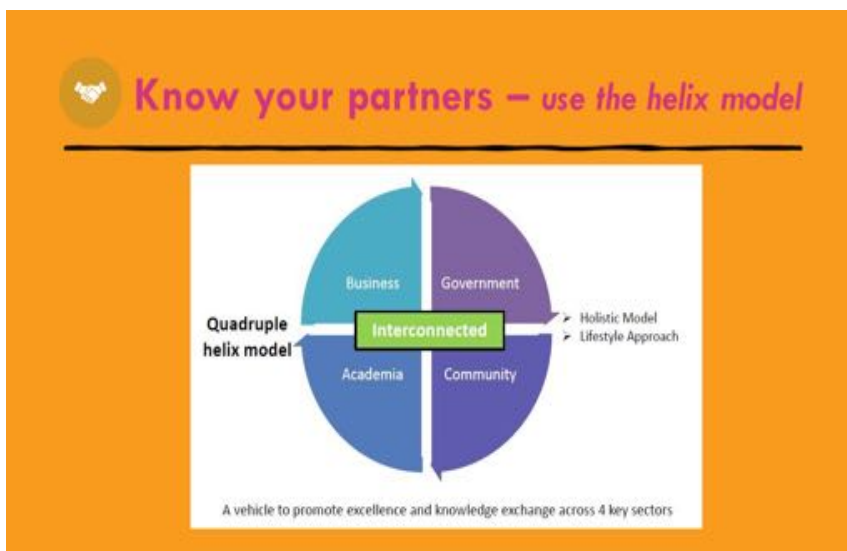 Know your partners – use the helix model
Business
Government
Quadruple
helix model
Interconnected
➢ Holistic Model
➢ Lifestyle Approach
Academia
Community
A vehicle to promote excellence and knowledge exchange across 4 key sectors